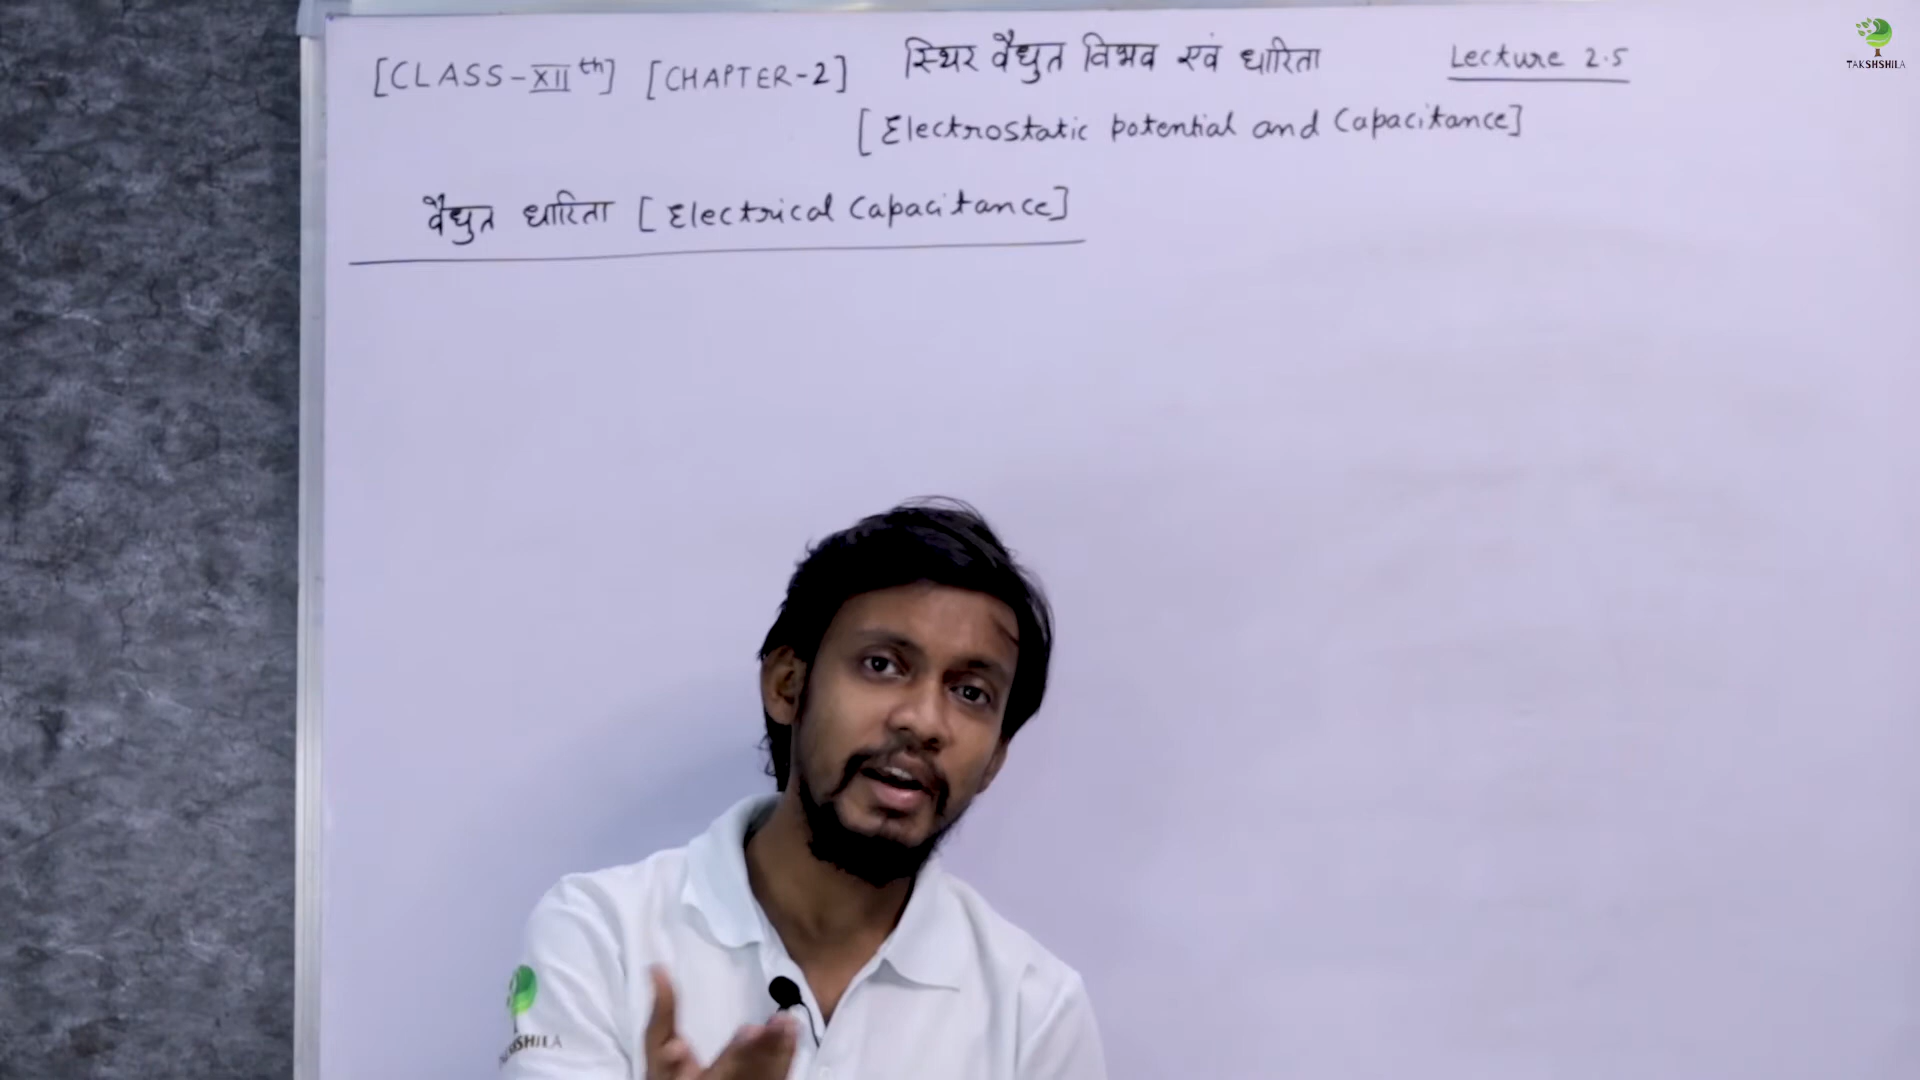 [CLASS-XIIth] [CHAPTER-2] स्थिर वैद्युत विभव एवं धारिता Lecture 2.5
[Electrostatic potential and Capacitance]
वैद्युत धारिता [Electrical Capacitance]
TAKSHSHILA